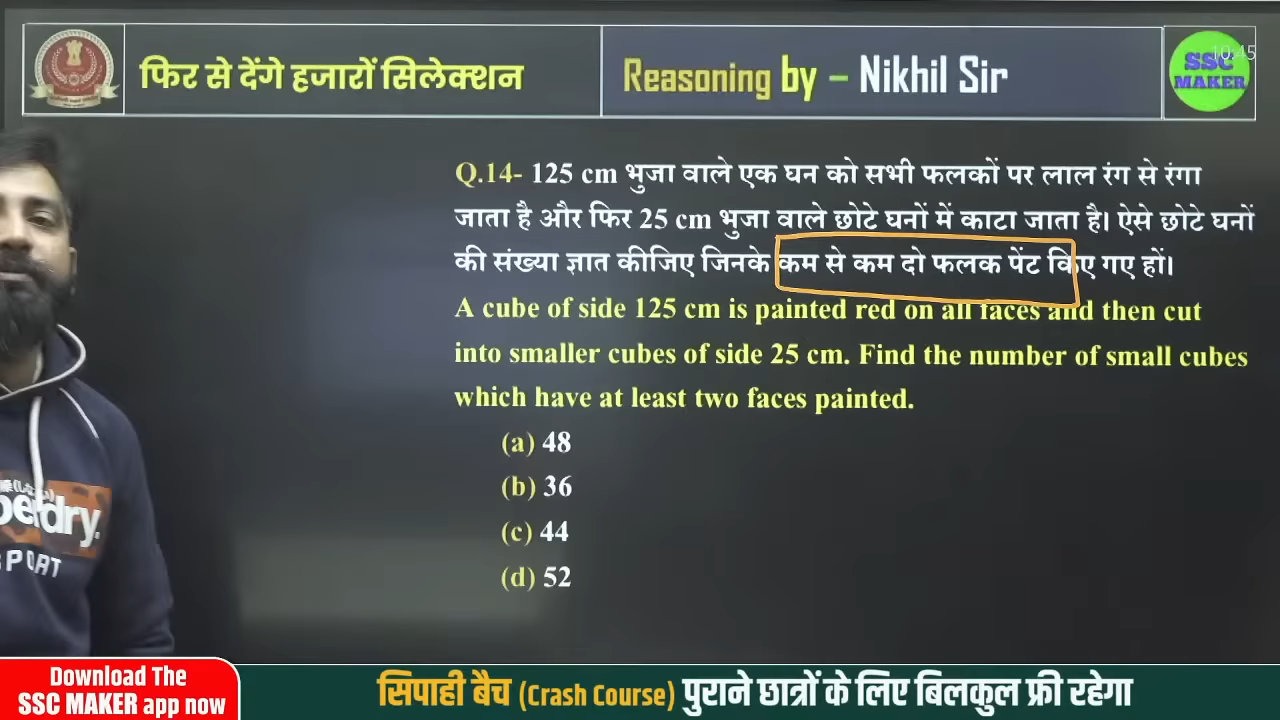 फिर से देंगे हजारों सिलेक्शन
Reasoning by – Nikhil Sir
10:45
SSC
MAKER
Q.14- 125 cm भुजा वाले एक घन को सभी फलकों पर लाल रंग से रंगा
जाता है और फिर 25 cm भुजा वाले छोटे घनों में काटा जाता है। ऐसे छोटे घनों
की संख्या ज्ञात कीजिए जिनके कम से कम दो फलक पेंट किए गए हों।
A cube of side 125 cm is painted red on all faces and then cut
into smaller cubes of side 25 cm. Find the number of small cubes
which have at least two faces painted.
(a) 48
(b) 36
(c) 44
(d) 52
SPORT
Download The
SSC MAKER app now
सिपाही बैच (Crash Course) पुराने छात्रों के लिए बिलकुल फ्री रहेगा